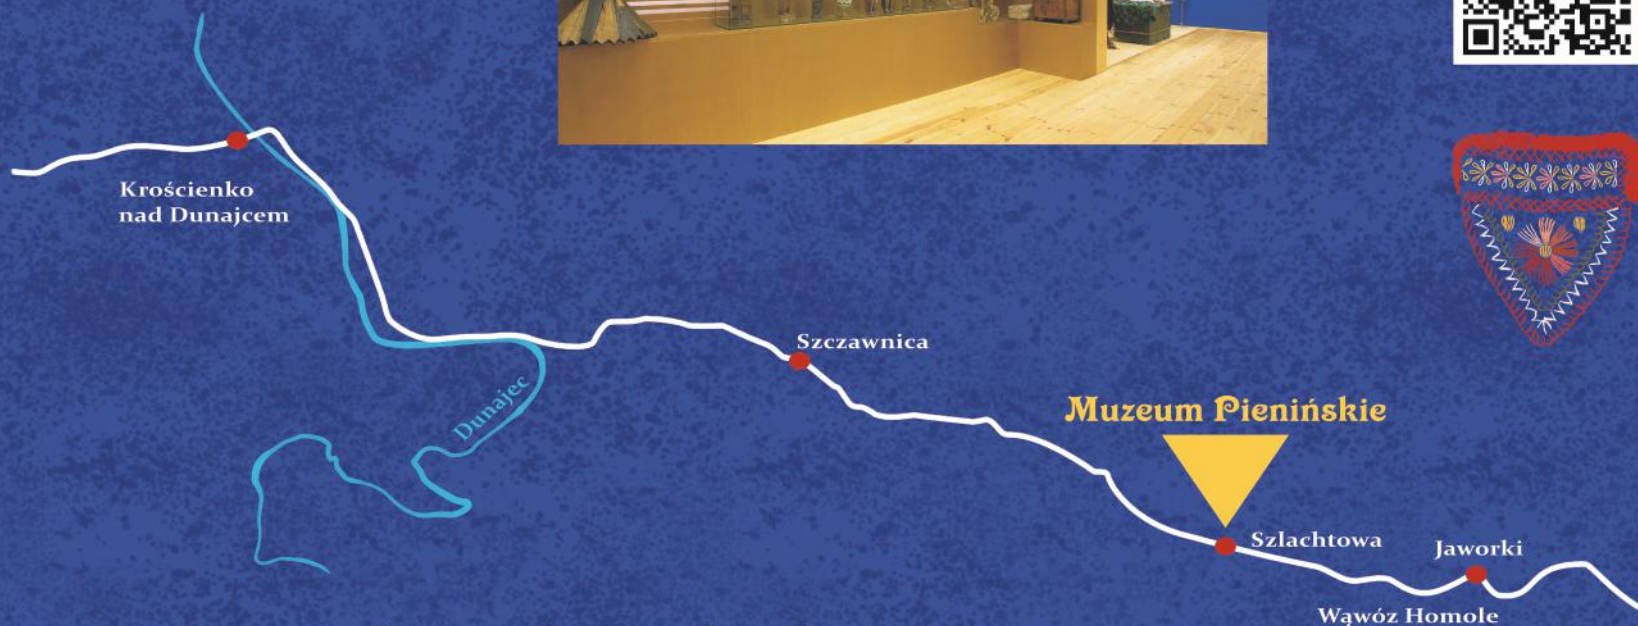 Krościenko
nad Dunajcem
Szczawnica
Dunajec
Muzeum Pienińskie
Szlachtowa
Jaworki
Wąwóz Homole